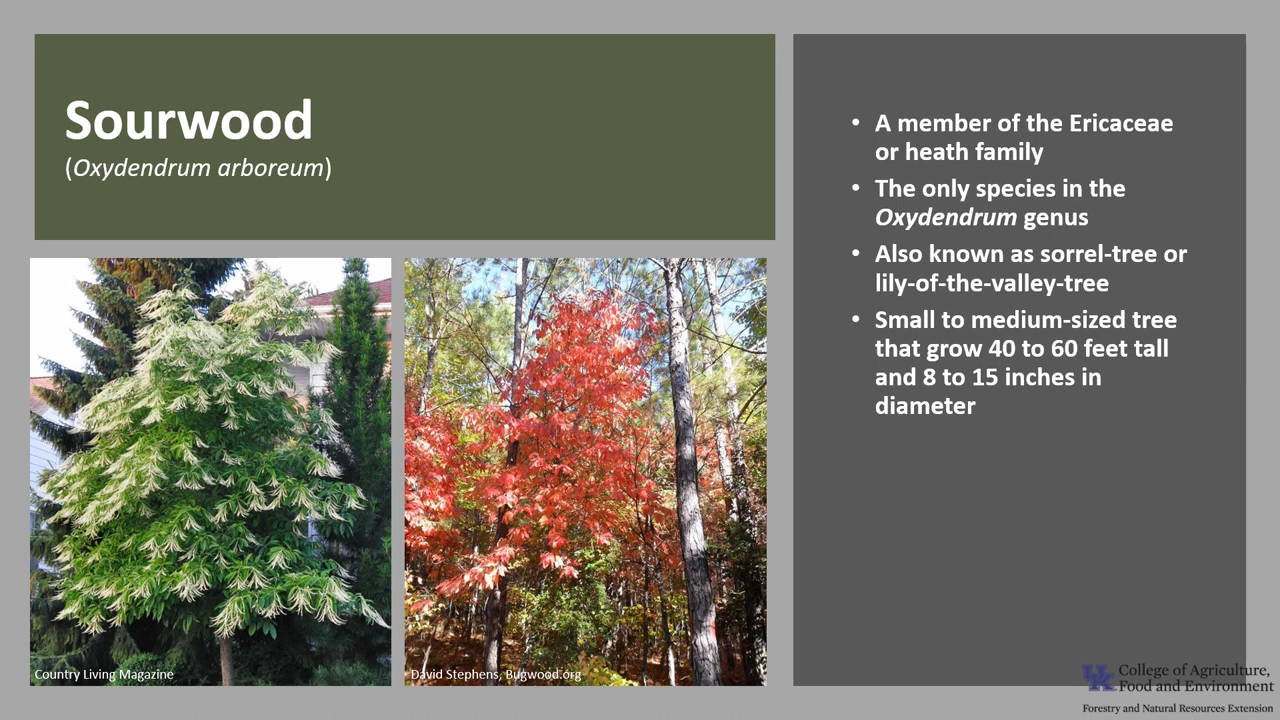 Sourwood
(Oxydendrum arboreum)
• A member of the Ericaceae
or heath family
• The only species in the
Oxydendrum genus
• Also known as sorrel-tree or
lily-of-the-valley-tree
• Small to medium-sized tree
that grow 40 to 60 feet tall
and 8 to 15 inches in
diameter
Country Living Magazine
David Stephens, Bugwood.org
UK College of Agriculture,
Food and Environment
Forestry and Natural Resources Extension